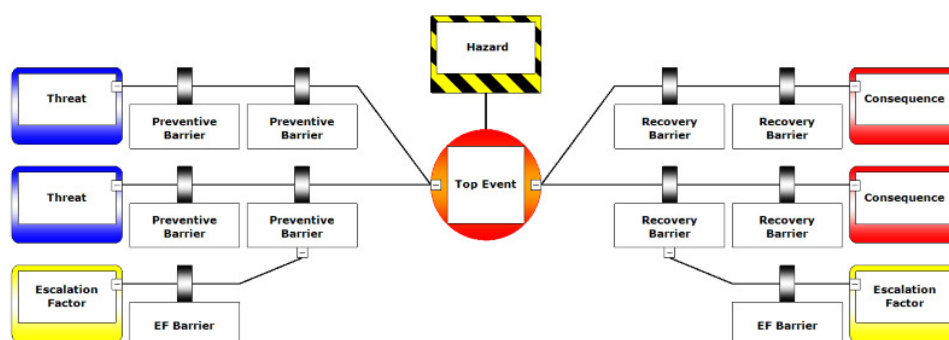 Hazard
Threat
Preventive
Barrier
Preventive
Barrier
Recovery
Barrier
Recovery
Barrier
Consequence
Top Event
Threat
Preventive
Barrier
Preventive
Barrier
Recovery
Barrier
Recovery
Barrier
Consequence
Escalation
Factor
EF Barrier
EF Barrier
Escalation
Factor